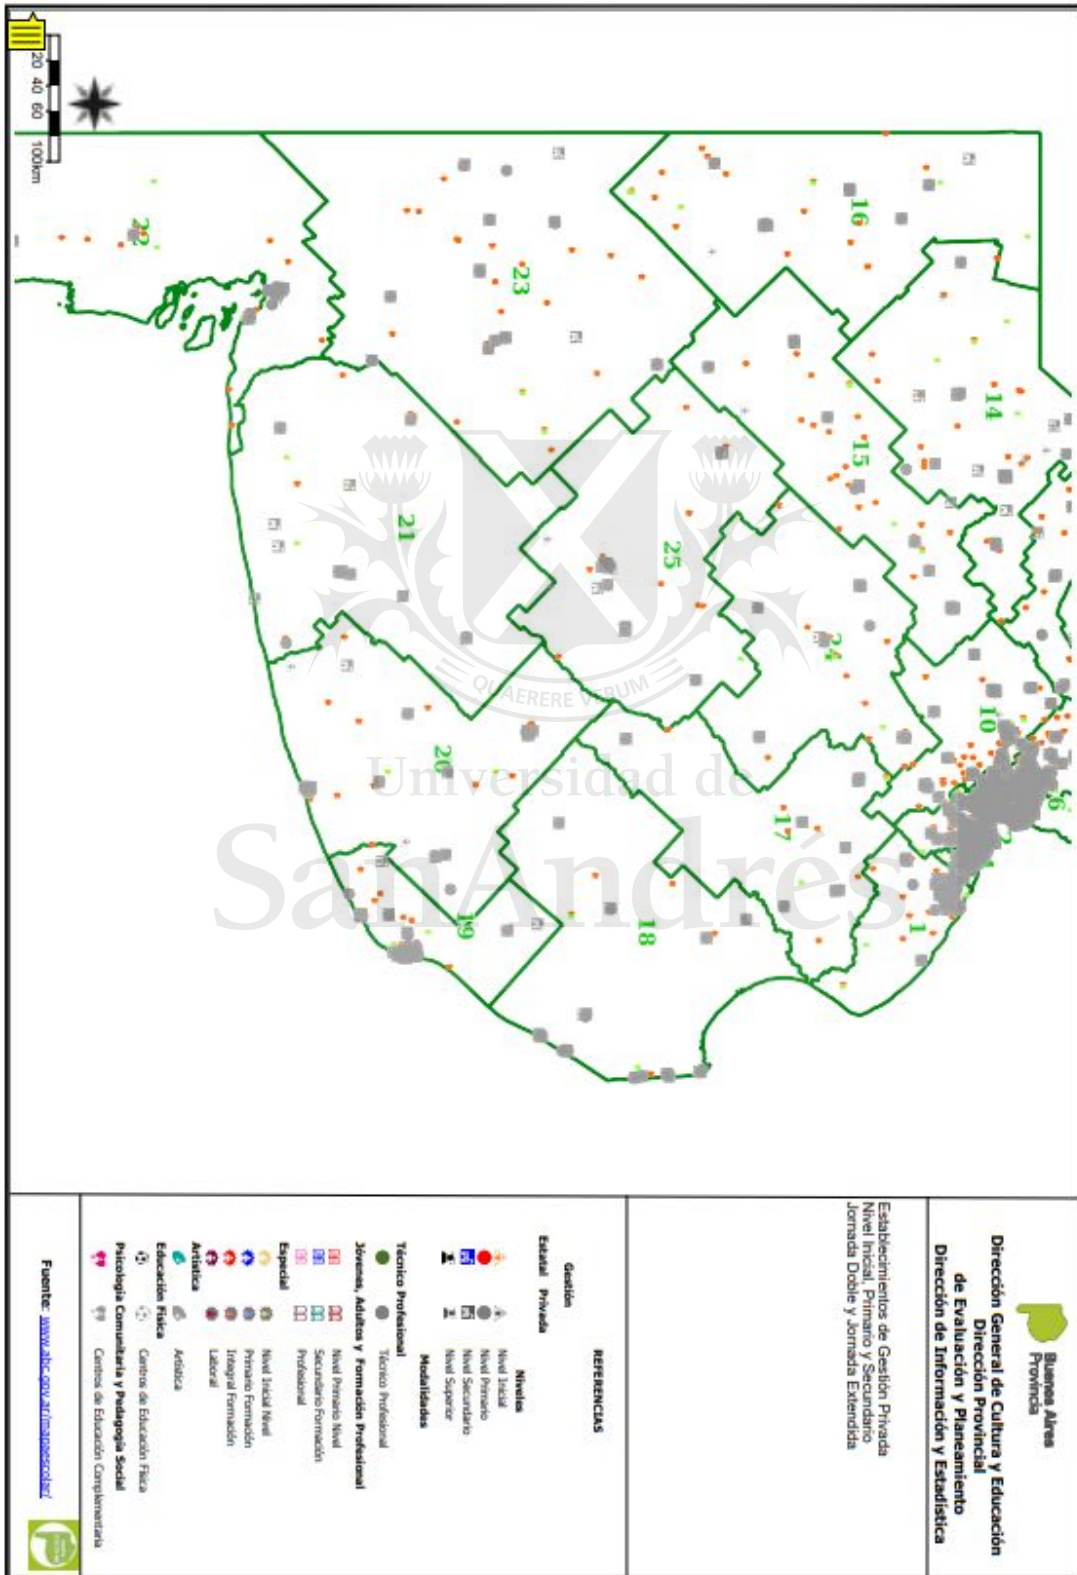 Buenos Aires
Provincia
Dirección General de Cultura y Educación
Dirección Provincial
de Evaluación y Planeamiento
Dirección de Información y Estadística
Establecimientos de Gestión Privada
Nivel Inicial, Primario y Secundario
Jornada Doble y Jornada Extendida
REFERENCIAS
Gestión
Estatal Privada
Niveles
Nivel Inicial
Nivel Primario
Nivel Secundario
Nivel Superior
Modalidades
Técnico Profesional
Técnico Profesional
Jóvenes, Adultos y Formación Profesional
Nivel Primario Nivel
Secundario Formación
Profesional
Especial
Nivel Inicial Nivel
Primario Formación
Integral Formación
Laboral
Artística
Artística
Educación Física
Centros de Educación Física
Psicología Comunitaria y Pedagogía Social
Centros de Educación Complementaria
Fuente: www.abc.gov.ar/mapaescolar/
20 40 60 100km
16
14
15
23
22
25
24
10
6
2
1
21
20
17
18
19
QUAERERE VERUM
Universidad de
SanAndrés